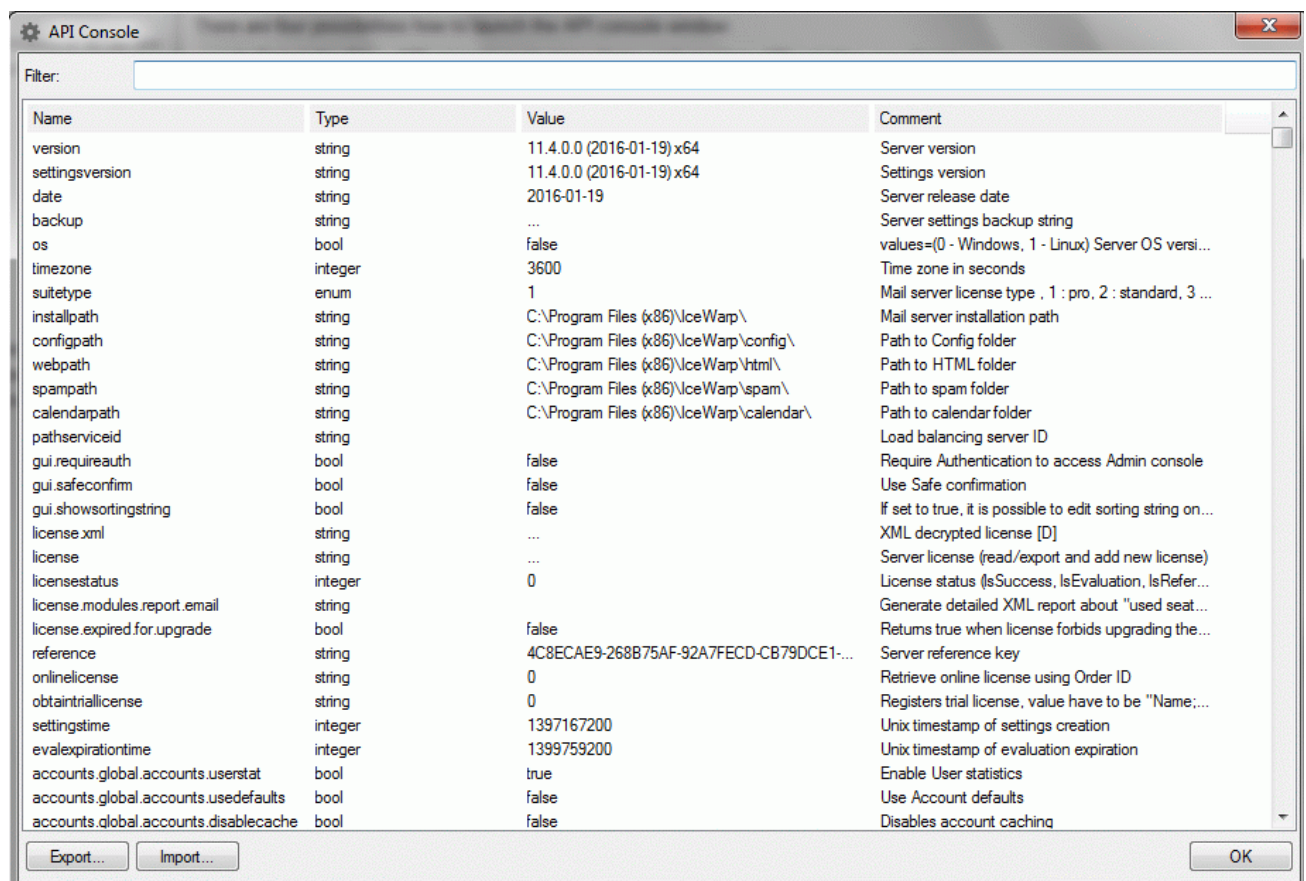 API Console
There are four possibilities how to launch the API console window:
Filter:
Name Type Value Comment
version string 11.4.0.0 (2016-01-19) x64 Server version
settingsversion string 11.4.0.0 (2016-01-19) x64 Settings version
date string 2016-01-19 Server release date
backup string ... Server settings backup string
os bool false values=(0 - Windows, 1 - Linux) Server OS versi...
timezone integer 3600 Time zone in seconds
suitetype enum 1 Mail server license type , 1 : pro, 2 : standard, 3 ...
installpath string C:\Program Files (x86)\IceWarp\ Mail server installation path
configpath string C:\Program Files (x86)\IceWarp\config\ Path to Config folder
webpath string C:\Program Files (x86)\IceWarp\html\ Path to HTML folder
spampath string C:\Program Files (x86)\IceWarp\spam\ Path to spam folder
calendarpath string C:\Program Files (x86)\IceWarp\calendar\ Path to calendar folder
pathserviceid string Load balancing server ID
gui.requireauth bool false Require Authentication to access Admin console
gui.safeconfirm bool false Use Safe confirmation
gui.showsortingstring bool false If set to true, it is possible to edit sorting string on...
license.xml string ... XML decrypted license [D]
license string ... Server license (read/export and add new license)
licensestatus integer 0 License status (IsSuccess, IsEvaluation, IsRefer...
license.modules.report.email string Generate detailed XML report about "used seat...
license.expired.for.upgrade bool false Returns true when license forbids upgrading the...
reference string 4C8ECAE9-268B75AF-92A7FECD-CB79DCE1-... Server reference key
onlinelicense string 0 Retrieve online license using Order ID
obtaintriallicense string 0 Registers trial license, value have to be "Name;...
settingstime integer 1397167200 Unix timestamp of settings creation
evalexpirationtime integer 1399759200 Unix timestamp of evaluation expiration
accounts.global.accounts.userstat bool true Enable User statistics
accounts.global.accounts.usedefaults bool false Use Account defaults
accounts.global.accounts.disablecache bool false Disables account caching
Export... Import... OK